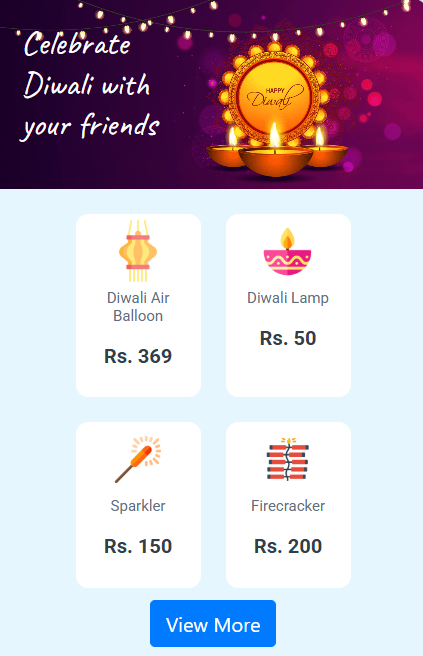 Celebrate
Diwali with
your friends
HAPPY
Diwali
Diwali Air
Balloon
Rs. 369
Diwali Lamp
Rs. 50
Sparkler
Rs. 150
Firecracker
Rs. 200
View More